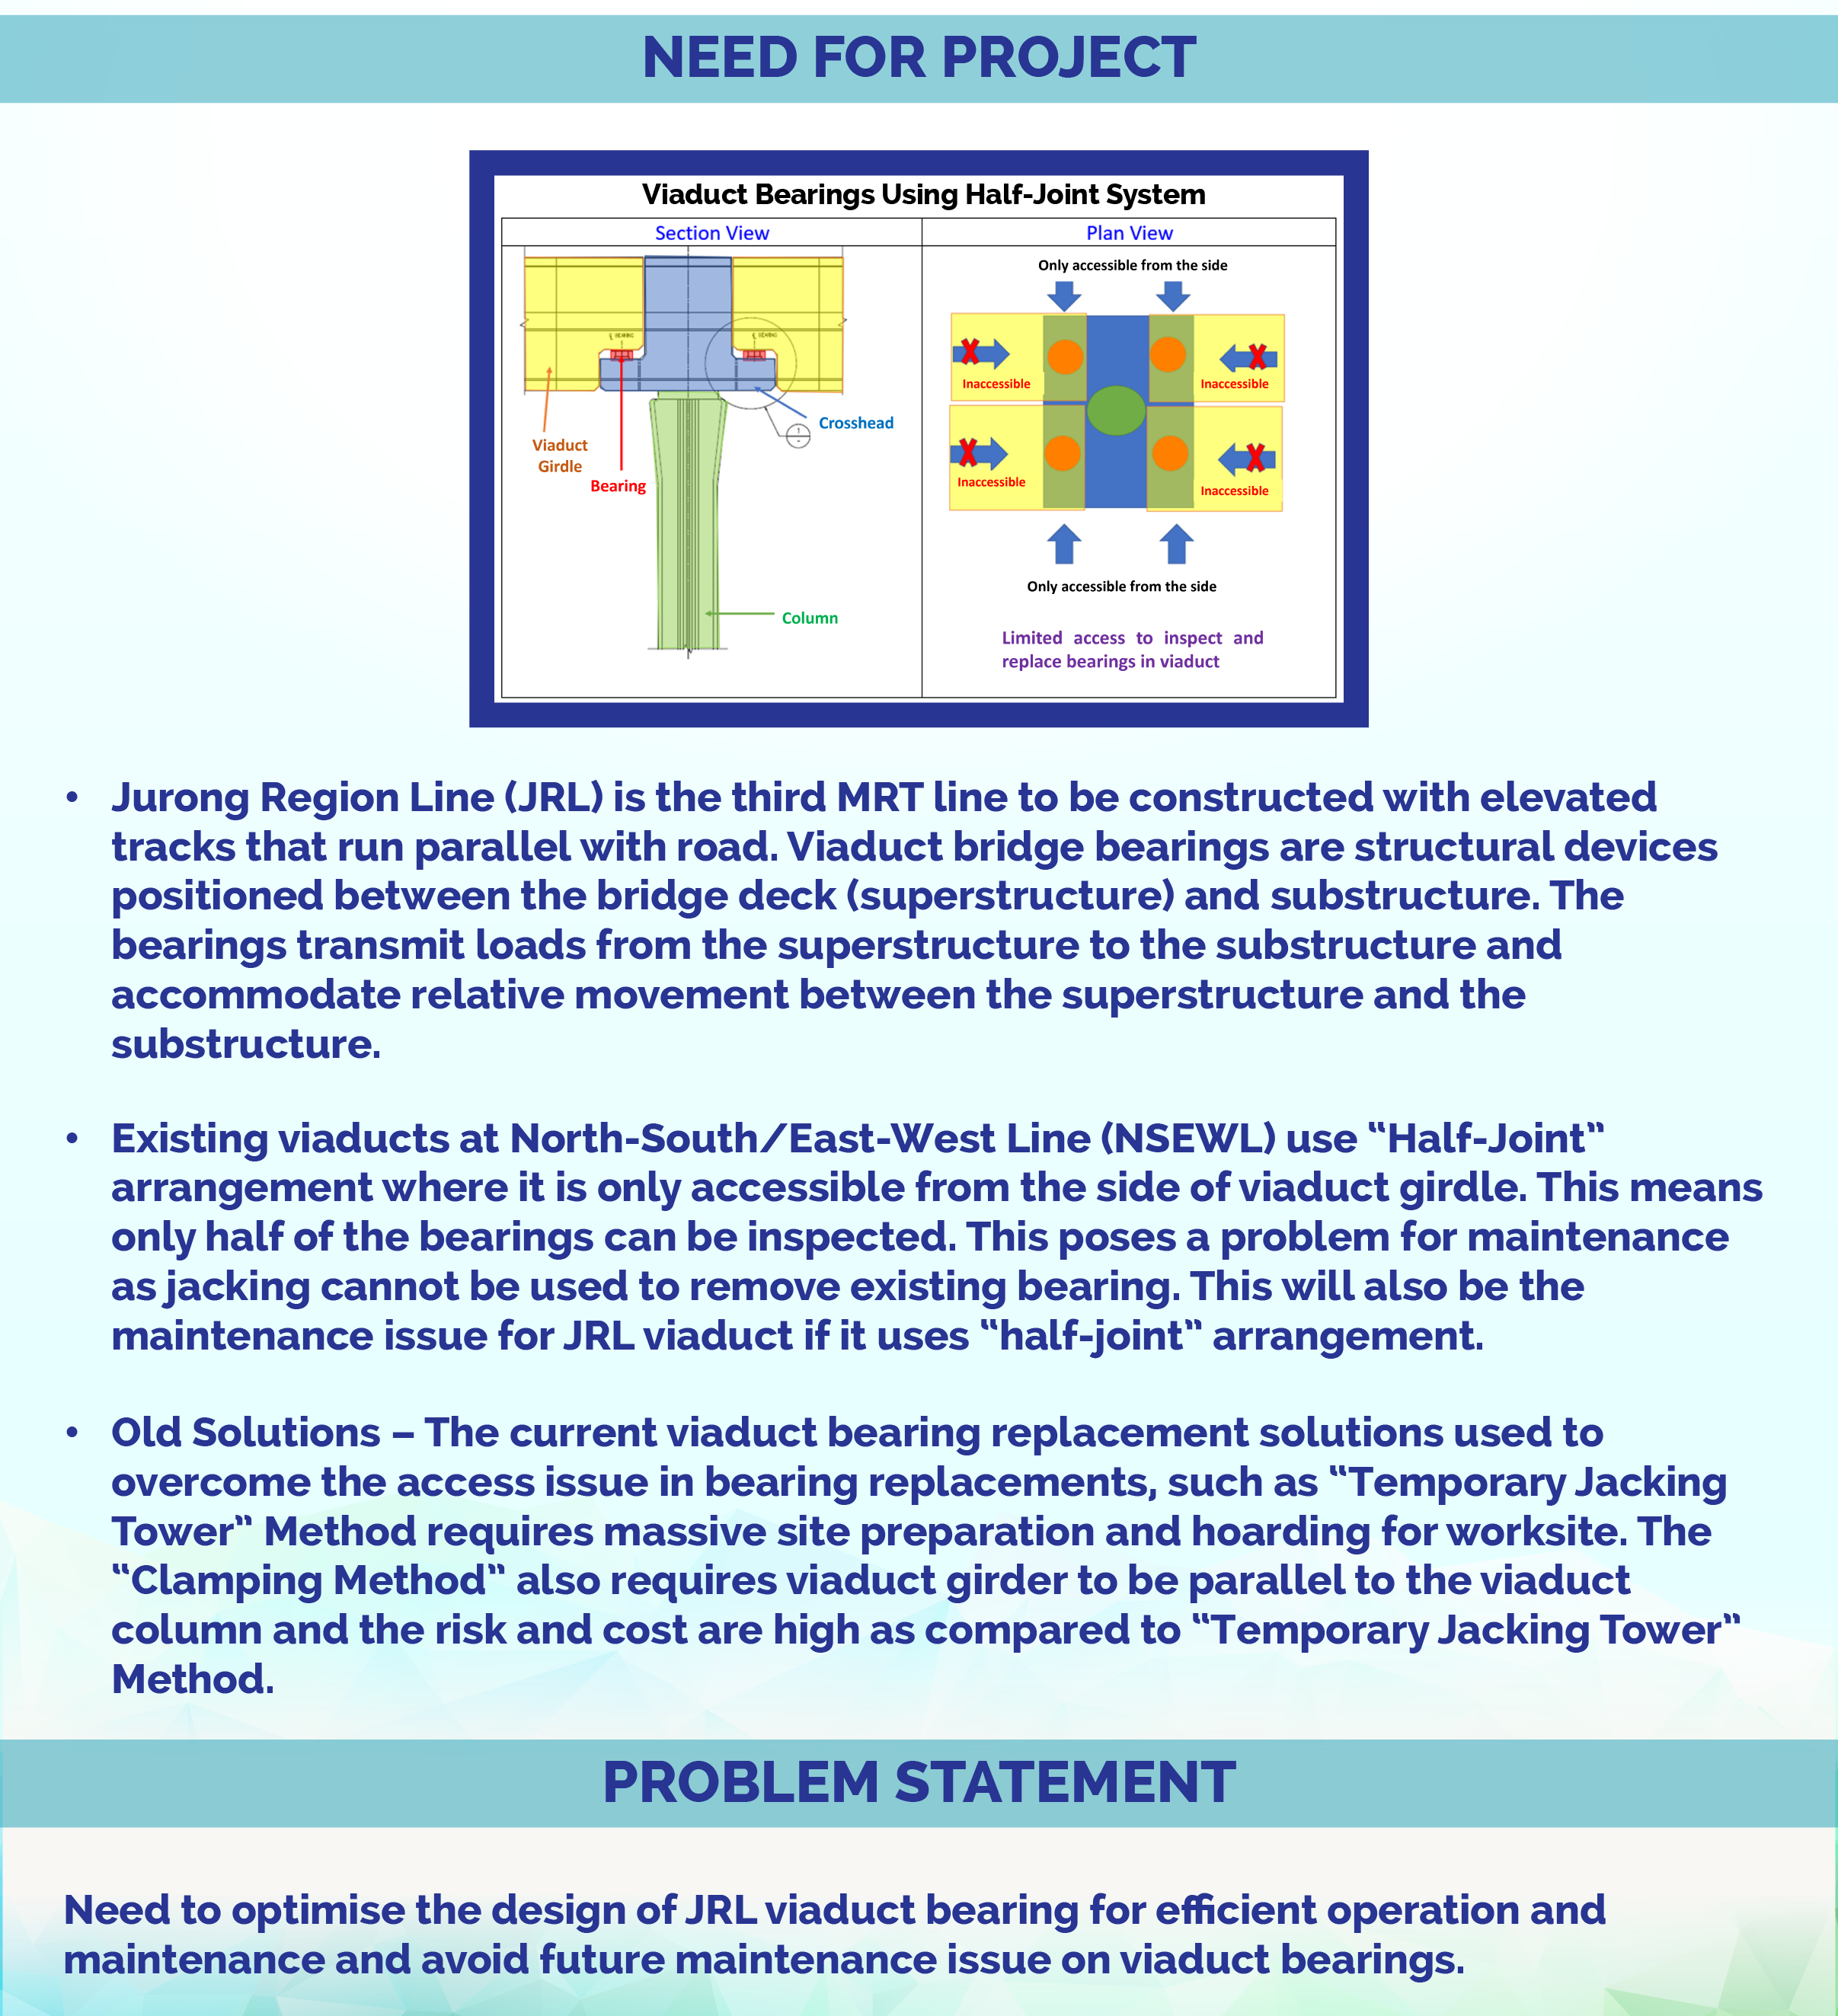 NEED FOR PROJECT
Viaduct Bearings Using Half-Joint System
Section View
Plan View
Only accessible from the side
Inaccessible
Inaccessible
Inaccessible
Inaccessible
Only accessible from the side
Limited access to inspect and
replace bearings in viaduct
BEARING
BEARING
Crosshead
Viaduct
Girdle
Bearing
1
Column
• Jurong Region Line (JRL) is the third MRT line to be constructed with elevated
tracks that run parallel with road. Viaduct bridge bearings are structural devices
positioned between the bridge deck (superstructure) and substructure. The
bearings transmit loads from the superstructure to the substructure and
accommodate relative movement between the superstructure and the
substructure.
• Existing viaducts at North-South/East-West Line (NSEWL) use “Half-Joint”
arrangement where it is only accessible from the side of viaduct girdle. This means
only half of the bearings can be inspected. This poses a problem for maintenance
as jacking cannot be used to remove existing bearing. This will also be the
maintenance issue for JRL viaduct if it uses “half-joint” arrangement.
• Old Solutions – The current viaduct bearing replacement solutions used to
overcome the access issue in bearing replacements, such as “Temporary Jacking
Tower” Method requires massive site preparation and hoarding for worksite. The
“Clamping Method” also requires viaduct girder to be parallel to the viaduct
column and the risk and cost are high as compared to “Temporary Jacking Tower”
Method.
PROBLEM STATEMENT
Need to optimise the design of JRL viaduct bearing for efficient operation and
maintenance and avoid future maintenance issue on viaduct bearings.